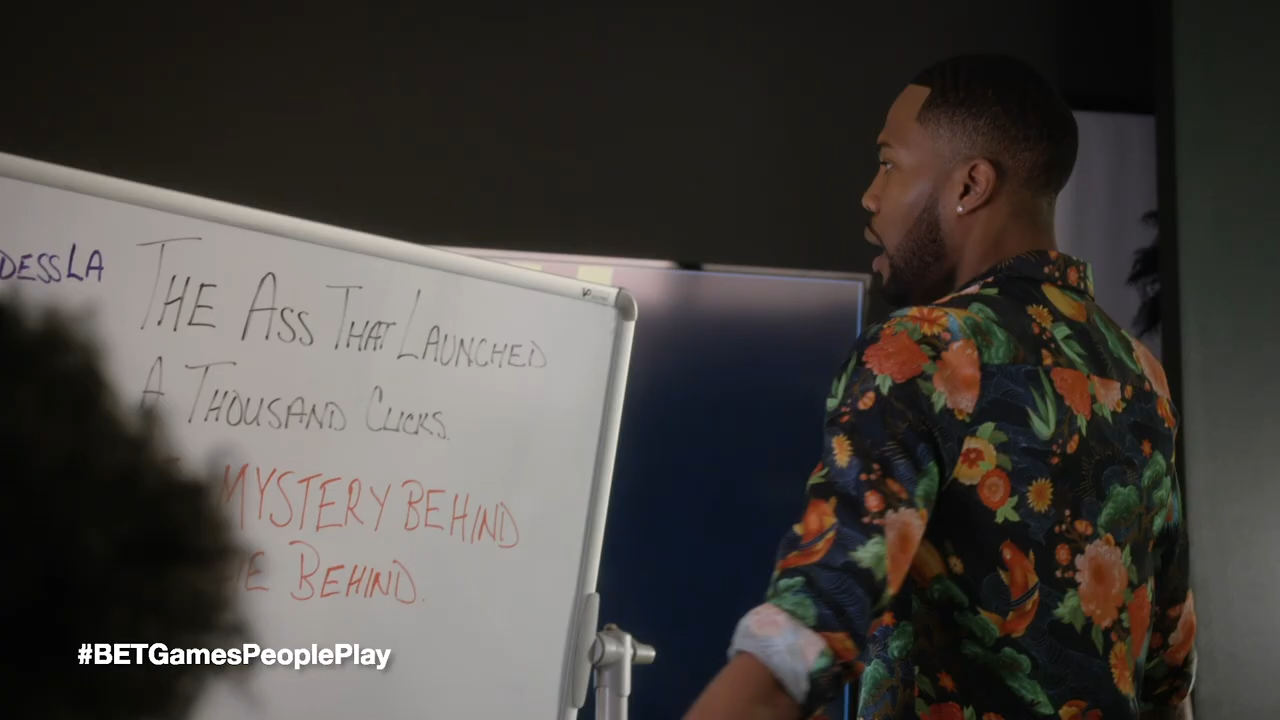 DESSLA
THE ASS THAT LAUNCHED
A THOUSAND CLICKS.
MYSTERY BEHIND
BEHIND.
#BETGamesPeoplePlay